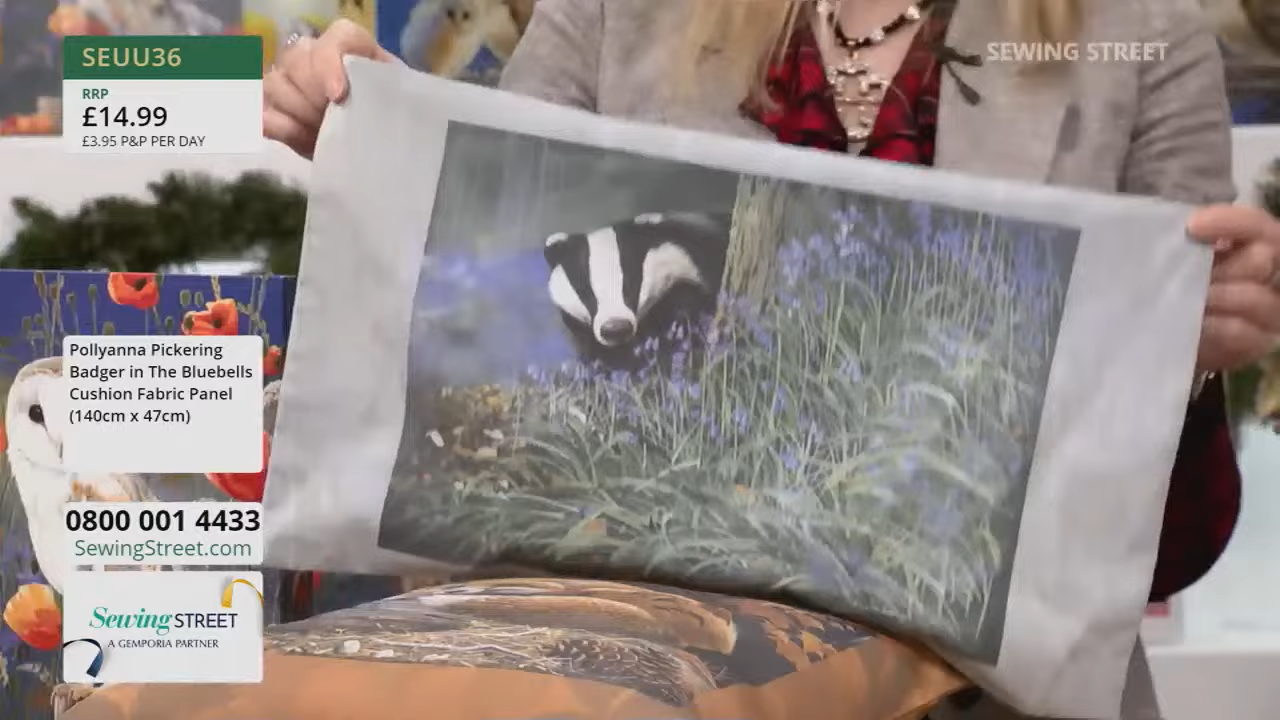 SEUU36
RRP
£14.99
£3.95 P&P PER DAY
SEWING STREET
Pollyanna Pickering
Badger in The Bluebells
Cushion Fabric Panel
(140cm x 47cm)
0800 001 4433
SewingStreet.com
Sewing STREET
A GEMPORIA PARTNER